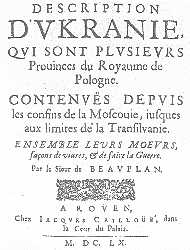 DESCRIPTION
D'VKRANIE,
QVI SONT PLVSIEVRS
Prouinces du Royaume de
Pologne.
CONTENVËS DEPVIS
les confins de la Moscouie, iusques
aux limites de la Transilvanie.
ENSEMBLE LEVRS MOEVRS,
façons de viures, & de faire la Guerre.
Par le Sieur de BEAVPLAN.
A ROVEN,
Chez IACQVES CAILLOVË, dans
la Cour du Palais.
M. DC. LX.